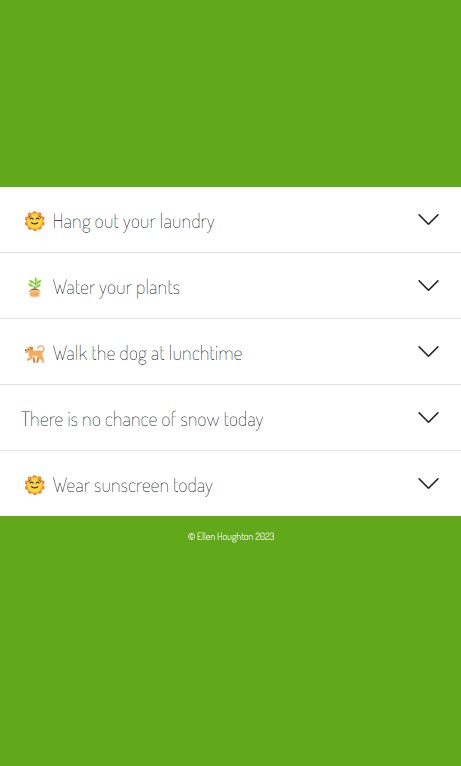 Hang out your laundry
Water your plants
Walk the dog at lunchtime
There is no chance of snow today
Wear sunscreen today
© Ellen Houghton 2023